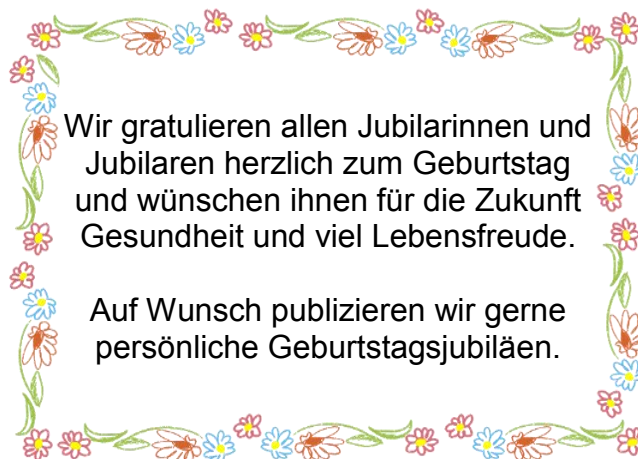 Wir gratulieren allen Jubilarinnen und
Jubilaren herzlich zum Geburtstag
und wünschen ihnen für die Zukunft
Gesundheit und viel Lebensfreude.
Auf Wunsch publizieren wir gerne
persönliche Geburtstagsjubiläen.